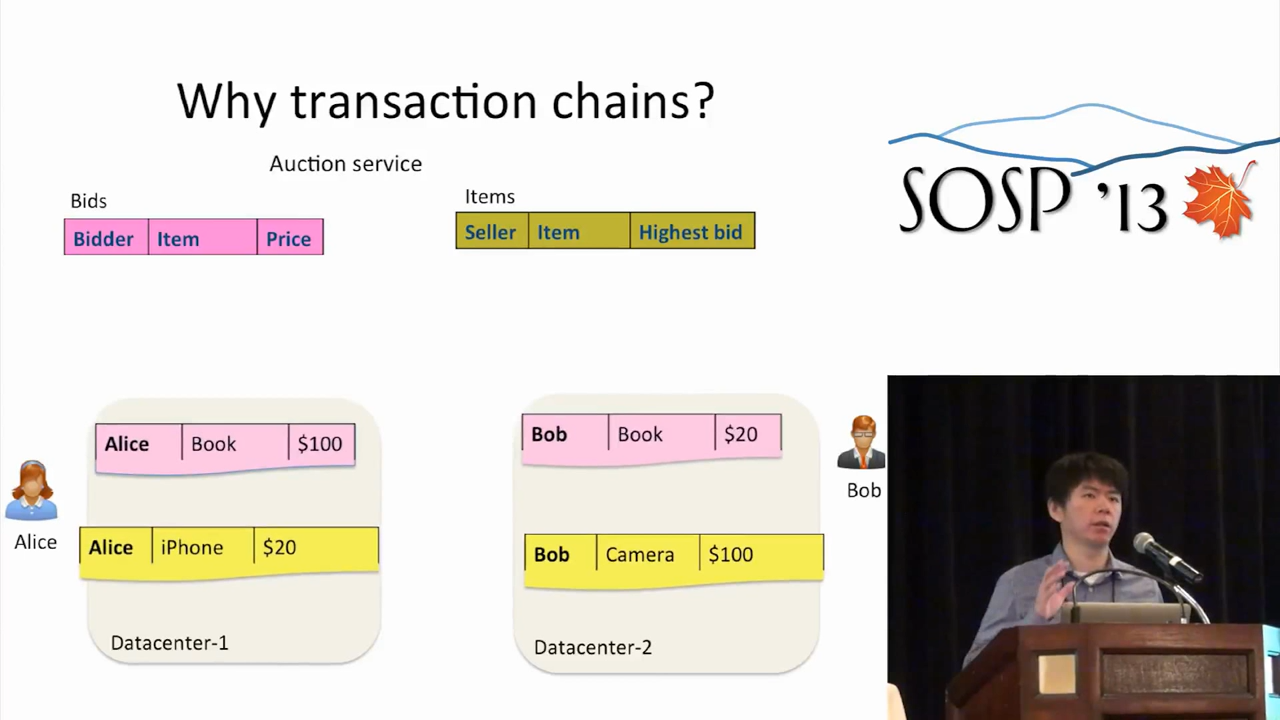 Why transaction chains?
Auction service
Bids
Bidder Item Price
Items
Seller Item Highest bid
SOSP '13
Alice Book $100
Alice iPhone $20
Datacenter-1
Alice
Bob Book $20
Bob Camera $100
Datacenter-2
Bob